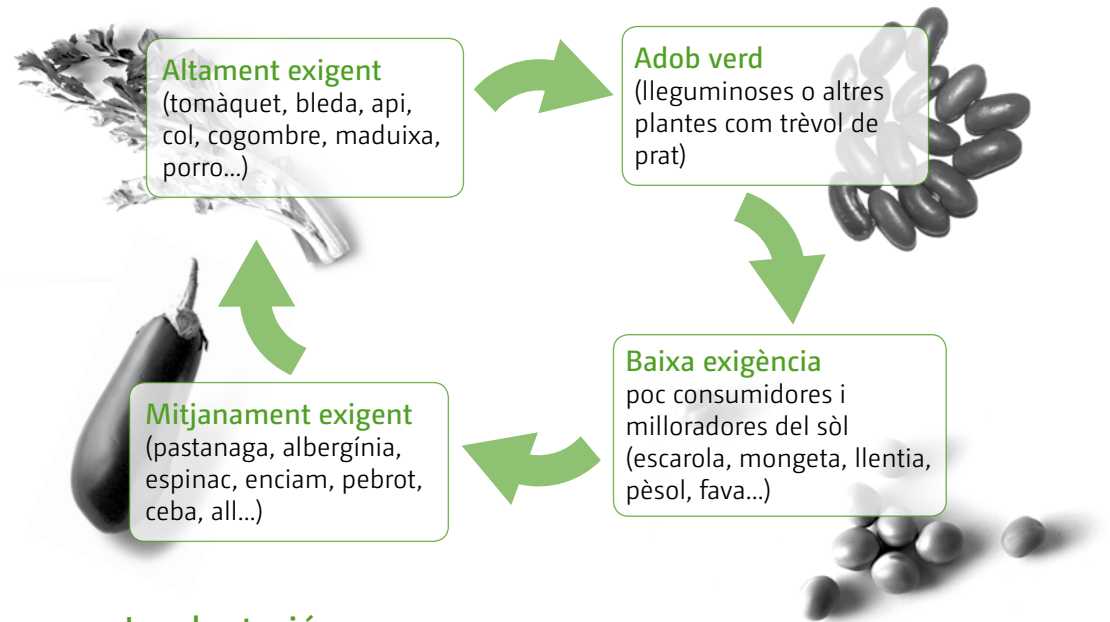 Altament exigent
(tomàquet, bleda, api,
col, cogombre, maduixa,
porro...)
Adob verd
(lleguminoses o altres
plantes com trèvol de
prat)
Baixa exigència
poc consumidores i
milloradores del sòl
(escarola, mongeta, llentia,
pèsol, fava...)
Mitjanament exigent
(pastanaga, albergínia,
espinac, enciam, pebrot,
ceba, all...)